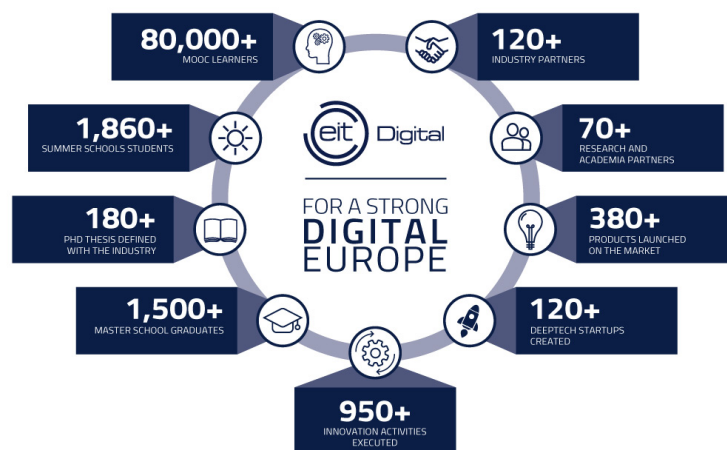 80,000+
MOOC LEARNERS
120+
INDUSTRY PARTNERS
1,860+
SUMMER SCHOOLS STUDENTS
eit Digital
70+
RESEARCH AND
ACADEMIA PARTNERS
180+
PHD THESIS DEFINED
WITH THE INDUSTRY
FOR A STRONG
DIGITAL
EUROPE
380+
PRODUCTS LAUNCHED
ON THE MARKET
1,500+
MASTER SCHOOL GRADUATES
120+
DEEPTECH STARTUPS
CREATED
950+
INNOVATION ACTIVITIES
EXECUTED